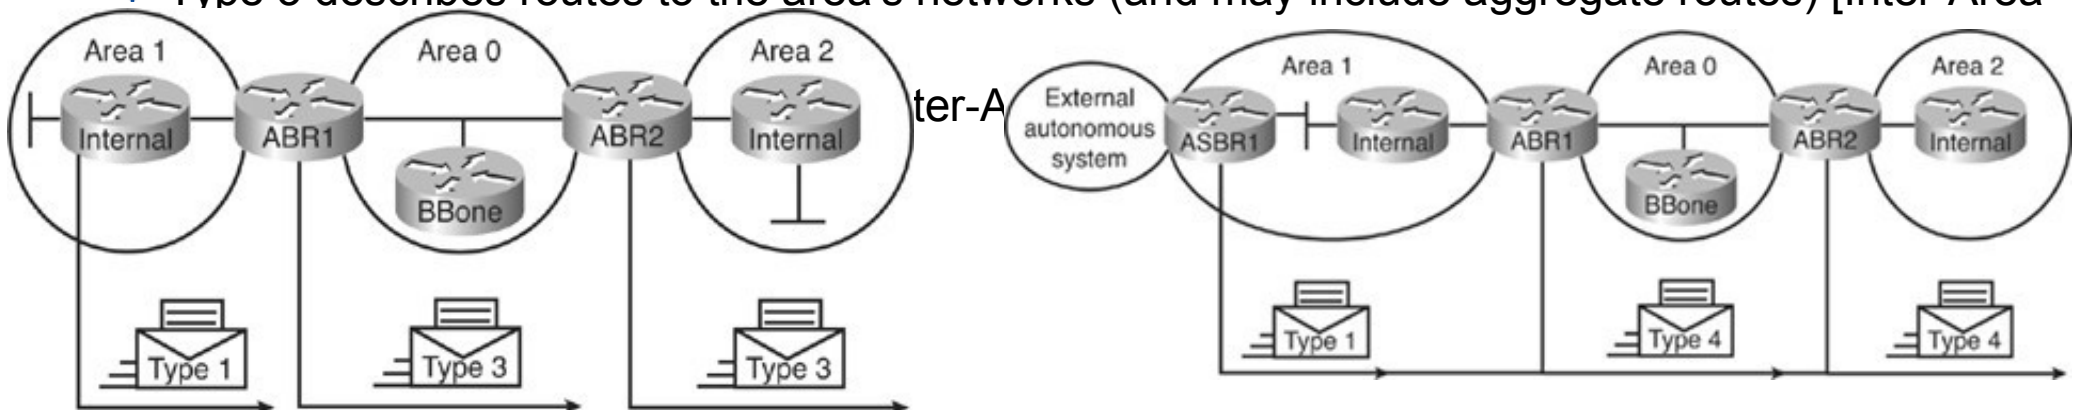 Type 3 describes routes to the area's networks (and may include aggregate routes) [Inter-Area
ter-A
Area 1
Area 0
Area 2
Internal
ABR1
ABR2
Internal
BBone
Type 1
Type 3
Type 3
External
autonomous
system
Area 1
Area 0
Area 2
ASBR1
Internal
ABR1
ABR2
Internal
BBone
Type 1
Type 4
Type 4